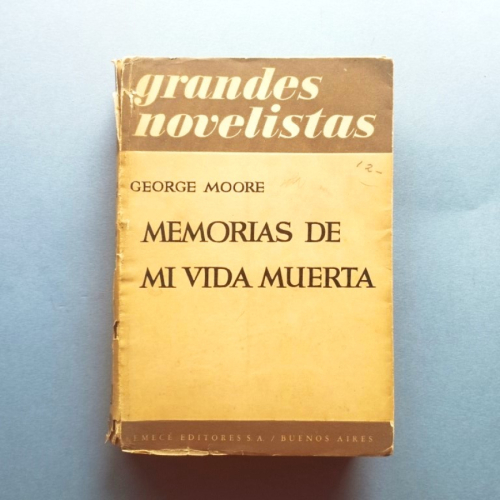 grandes
novelistas
12-
GEORGE MOORE
MEMORIAS DE
MI VIDA MUERTA
EMECÉ EDITORES S.A. / BUENOS AIRES